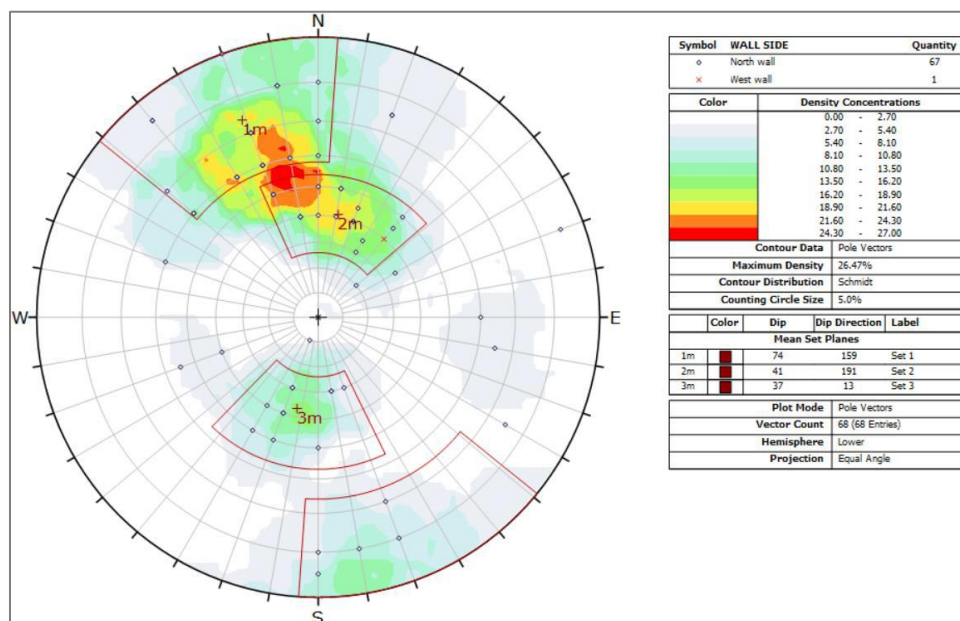 N
W
E
S
1m
2m
3m
Symbol WALL SIDE Quantity
North wall 67
West wall 1
Color Density Concentrations
0.00 - 2.70
2.70 - 5.40
5.40 - 8.10
8.10 - 10.80
10.80 - 13.50
13.50 - 16.20
16.20 - 18.90
18.90 - 21.60
21.60 - 24.30
24.30 - 27.00
Contour Data Pole Vectors
Maximum Density 26.47%
Contour Distribution Schmidt
Counting Circle Size 5.0%
Color Dip Dip Direction Label
Mean Set Planes
1m 74 159 Set 1
2m 41 191 Set 2
3m 37 13 Set 3
Plot Mode Pole Vectors
Vector Count 68 (68 Entries)
Hemisphere Lower
Projection Equal Angle